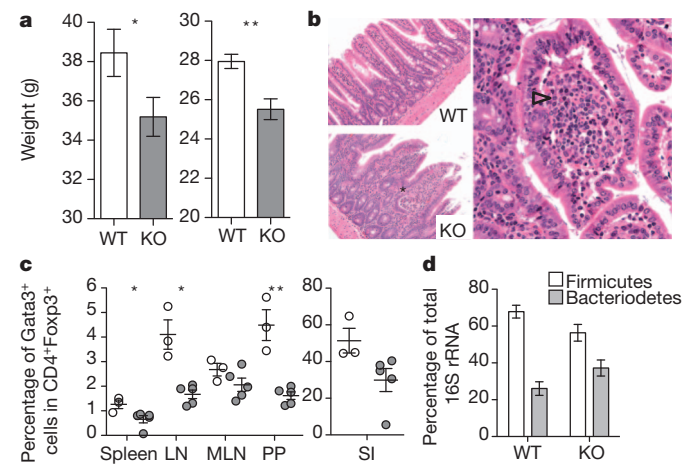 a
*
**
Weight (g)
40
38
36
34
32
30
WT
KO
30
28
26
24
22
20
WT
KO
b
WT
*
KO
c
Percentage of Gata3+
cells in CD4+Foxp3+
6
5
4
3
2
1
0
*
*
**
Spleen
LN
MLN
PP
80
60
40
20
0
SI
d
Percentage of total
16S rRNA
80
60
40
20
0
Firmicutes
Bacteriodetes
WT
KO